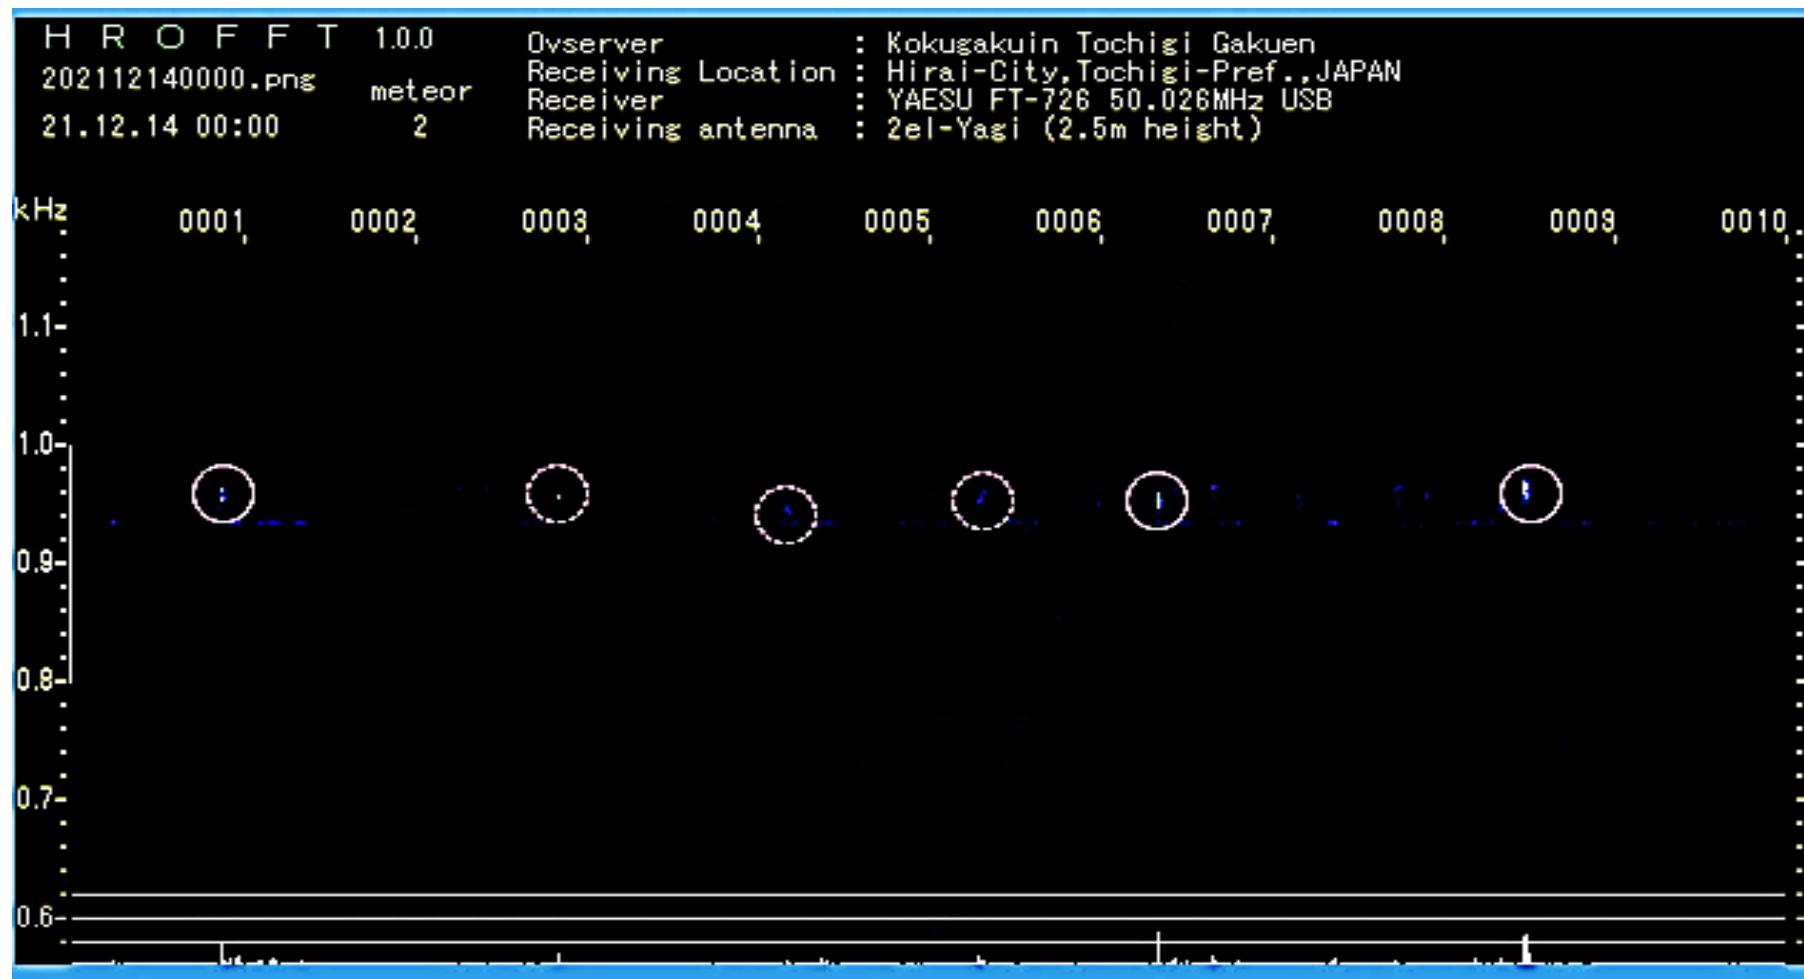 H R O F F T 1.0.0
202112140000.png
meteor
21.12.14 00:00
2
Ovserver : Kokugakuin Tochigi Gakuen
Receiving Location : Hirai-City,Tochigi-Pref.,JAPAN
Receiver : YAESU FT-726 50.026MHz USB
Receiving antenna : 2el-Yagi (2.5m height)
kHz 0001 0002 0003 0004 0005 0006 0007 0008 0009 0010
1.1
1.0
0.9
0.8
0.7
0.6